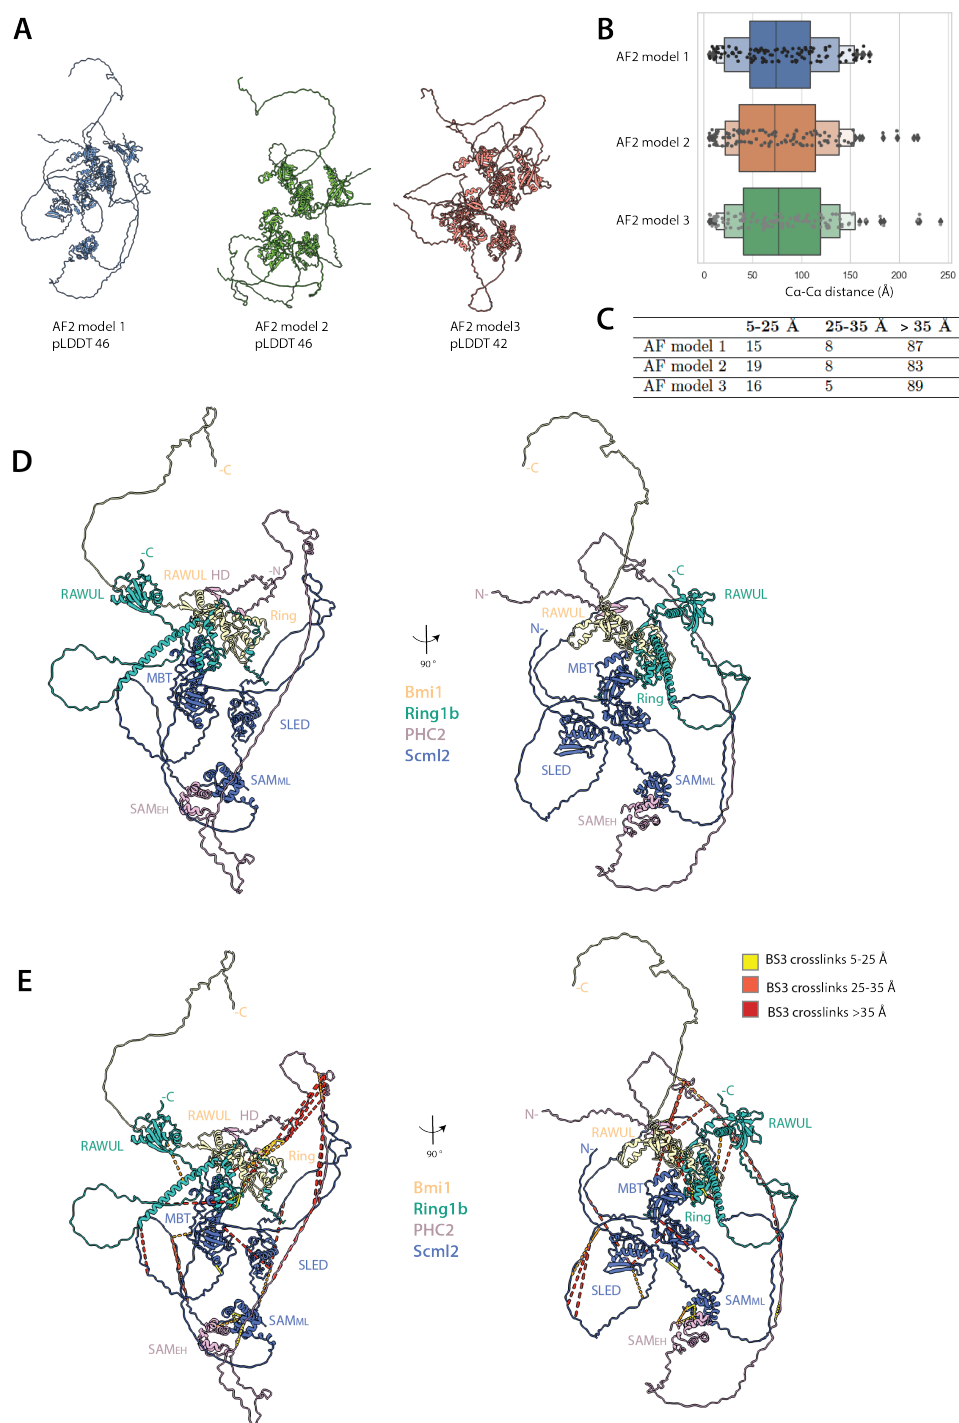 A
AF2 model 1
pLDDT 46
AF2 model 2
pLDDT 46
AF2 model3
pLDDT 42
B
AF2 model 1
AF2 model 2
AF2 model 3
0 50 100 150 200 250
Cα-Cα distance (Å)
C
5-25 Å 25-35 Å > 35 Å
AF model 1 15 8 87
AF model 2 19 8 83
AF model 3 16 5 89
D
-C
-C
RAWUL
RAWUL HD
-N
Ring
MBT
SLED
SAMML
SAMEH
90°
Bmi1
Ring1b
PHC2
Scml2
-C
N-
-C
RAWUL
RAWUL
N-
MBT
Ring
SLED
SAMML
SAMEH
E
-C
-C
RAWUL
RAWUL HD
Ring
MBT
SLED
SAMML
SAMEH
90°
Bmi1
Ring1b
PHC2
Scml2
BS3 crosslinks 5-25 Å
BS3 crosslinks 25-35 Å
BS3 crosslinks >35 Å
-C
N-
-C
RAWUL
RAWUL
N-
MBT
Ring
SLED
SAMML
SAMEH